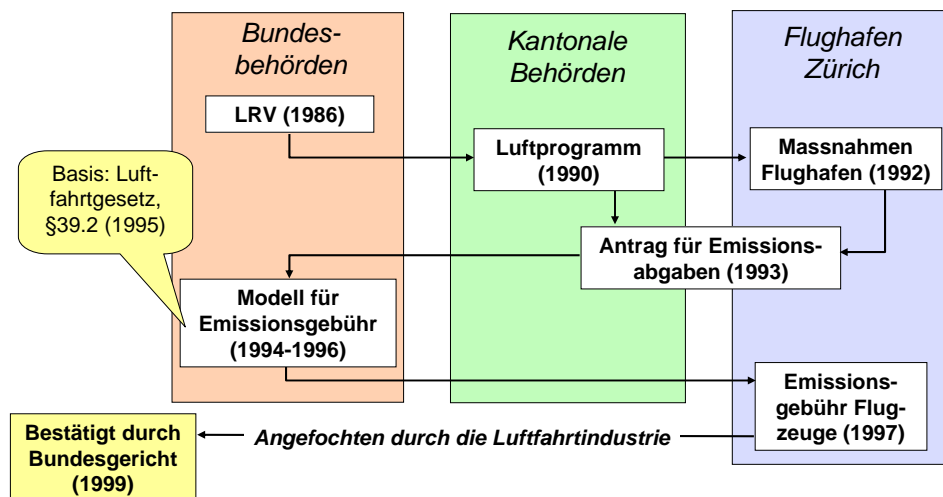 Bundes-
behörden
Kantonale
Behörden
Flughafen
Zürich
LRV (1986)
Luftprogramm
(1990)
Massnahmen
Flughafen (1992)
Basis: Luft-
fahrtgesetz,
§39.2 (1995)
Antrag für Emissions-
abgaben (1993)
Modell für
Emissionsgebühr
(1994-1996)
Emissions-
gebühr Flug-
zeuge (1997)
Angefochten durch die Luftfahrtindustrie
Bestätigt durch
Bundesgericht
(1999)